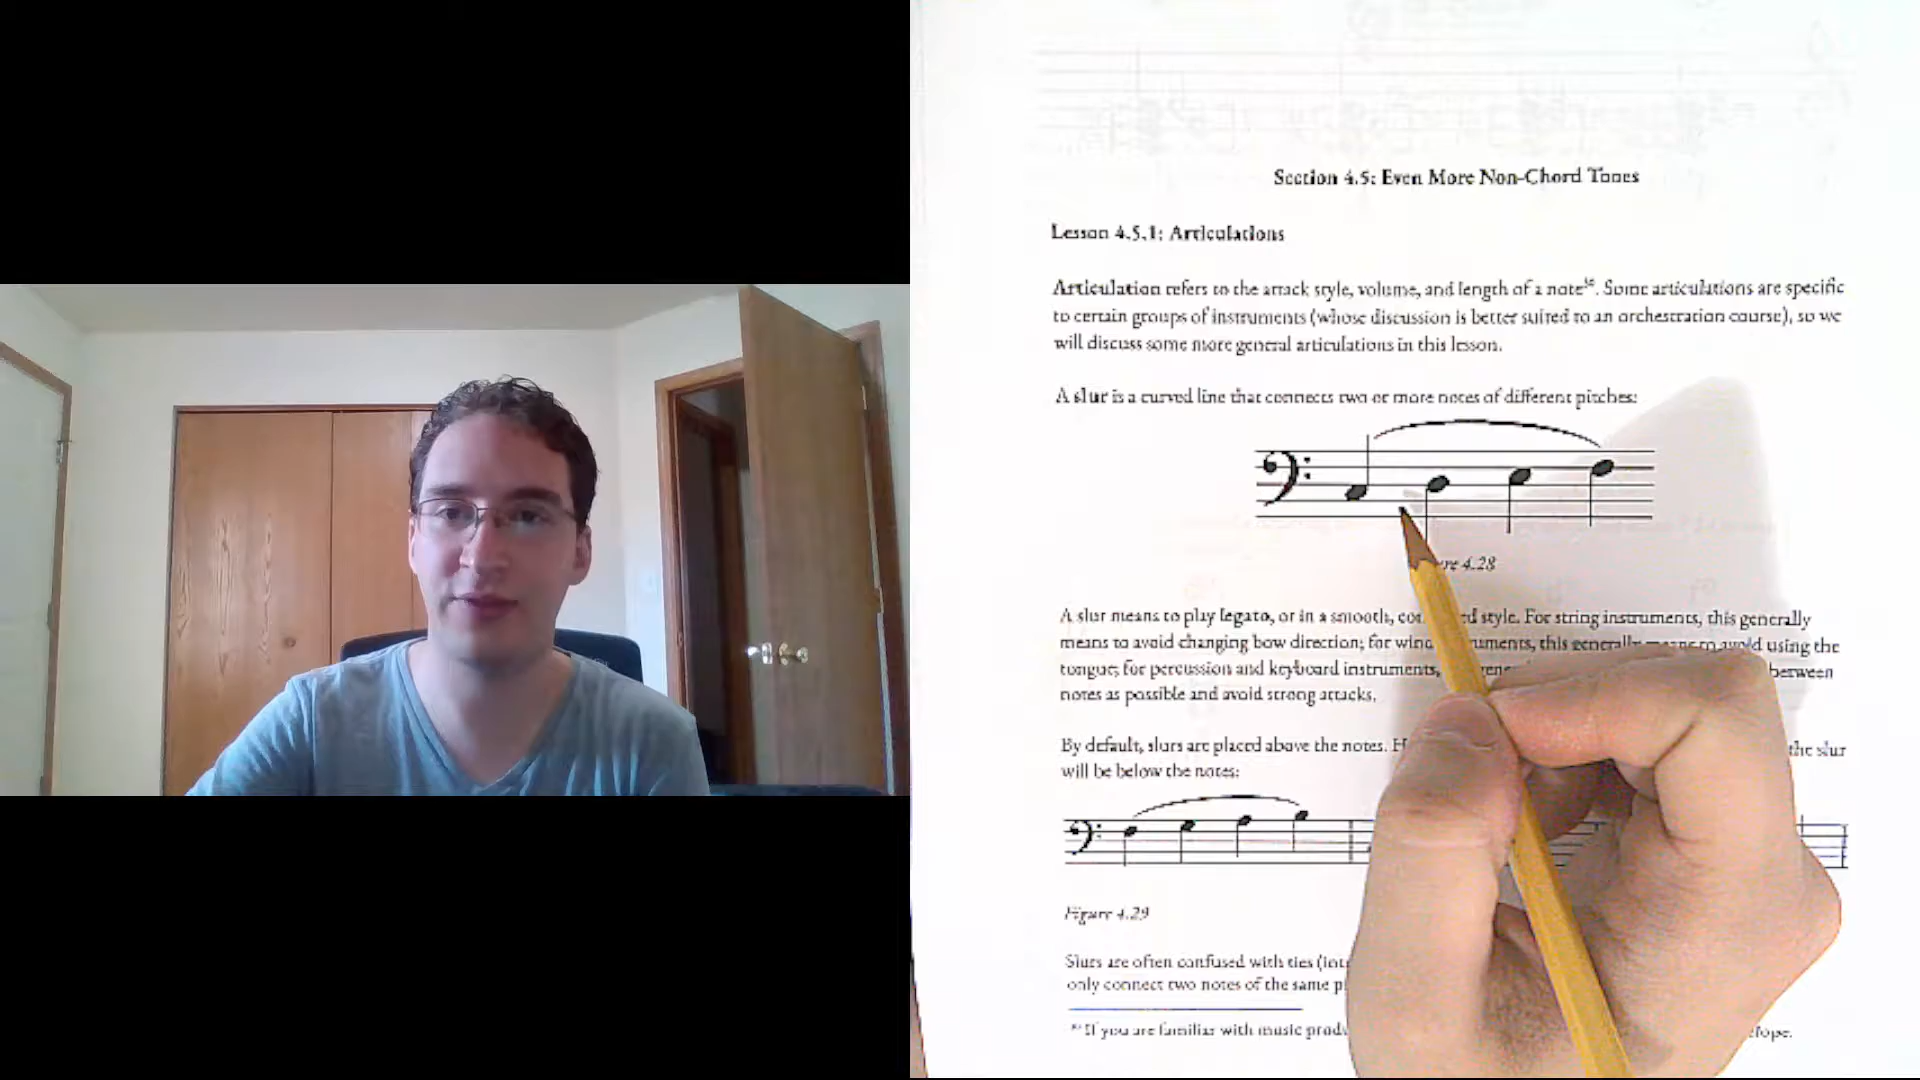 Section 4.5: Even More Non-Chord Tones
Lesson 4.5.1: Articulations
Articulation refers to the attack style, volume, and length of a note. Some articulations are specific
to certain groups of instruments (whose discussion is better suited to an orchestration course), so we
will discuss some more general articulations in this lesson.
A slur is a curved line that connects two or more notes of different pitches:
4.28
A slur means to play legato, or in a smooth, style. For string instruments, this generally
means to avoid changing bow direction; for this generally means to avoid using the
tongue; for percussion and keyboard instruments, between
notes as possible and avoid strong attacks.
By default, slurs are placed above the notes. the slur
will be below the notes:
Figure 4.29
Slurs are often confused with ties
only connect two notes of the same
If you are familiar with music